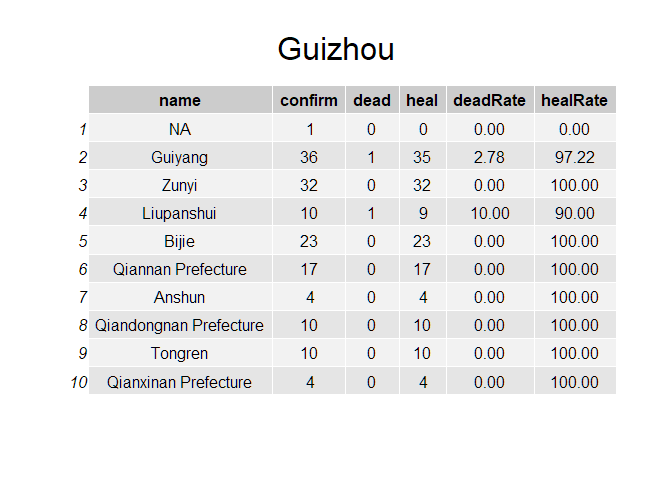 Guizhou
name confirm dead heal deadRate healRate
1 NA 1 0 0 0.00 0.00
2 Guiyang 36 1 35 2.78 97.22
3 Zunyi 32 0 32 0.00 100.00
4 Liupanshui 10 1 9 10.00 90.00
5 Bijie 23 0 23 0.00 100.00
6 Qiannan Prefecture 17 0 17 0.00 100.00
7 Anshun 4 0 4 0.00 100.00
8 Qiandongnan Prefecture 10 0 10 0.00 100.00
9 Tongren 10 0 10 0.00 100.00
10 Qianxinan Prefecture 4 0 4 0.00 100.00